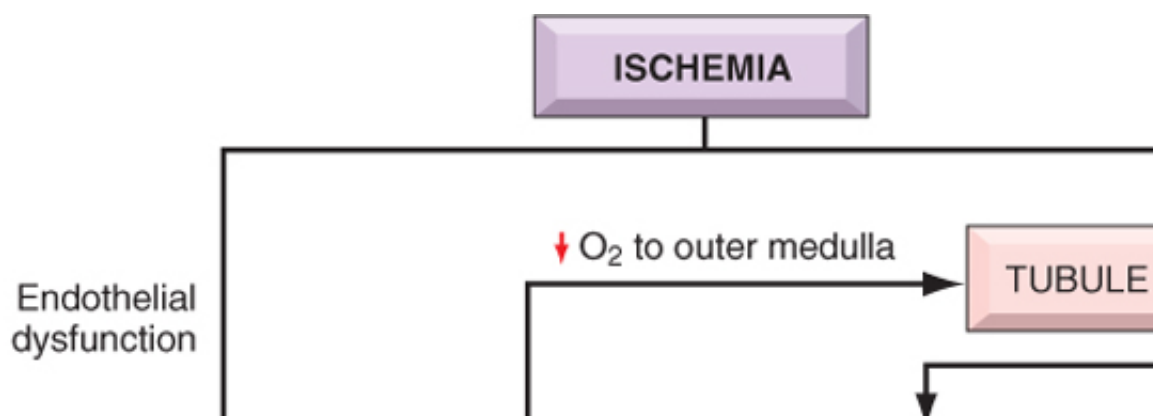 ISCHEMIA
O₂ to outer medulla
TUBULE
Endothelial
dysfunction